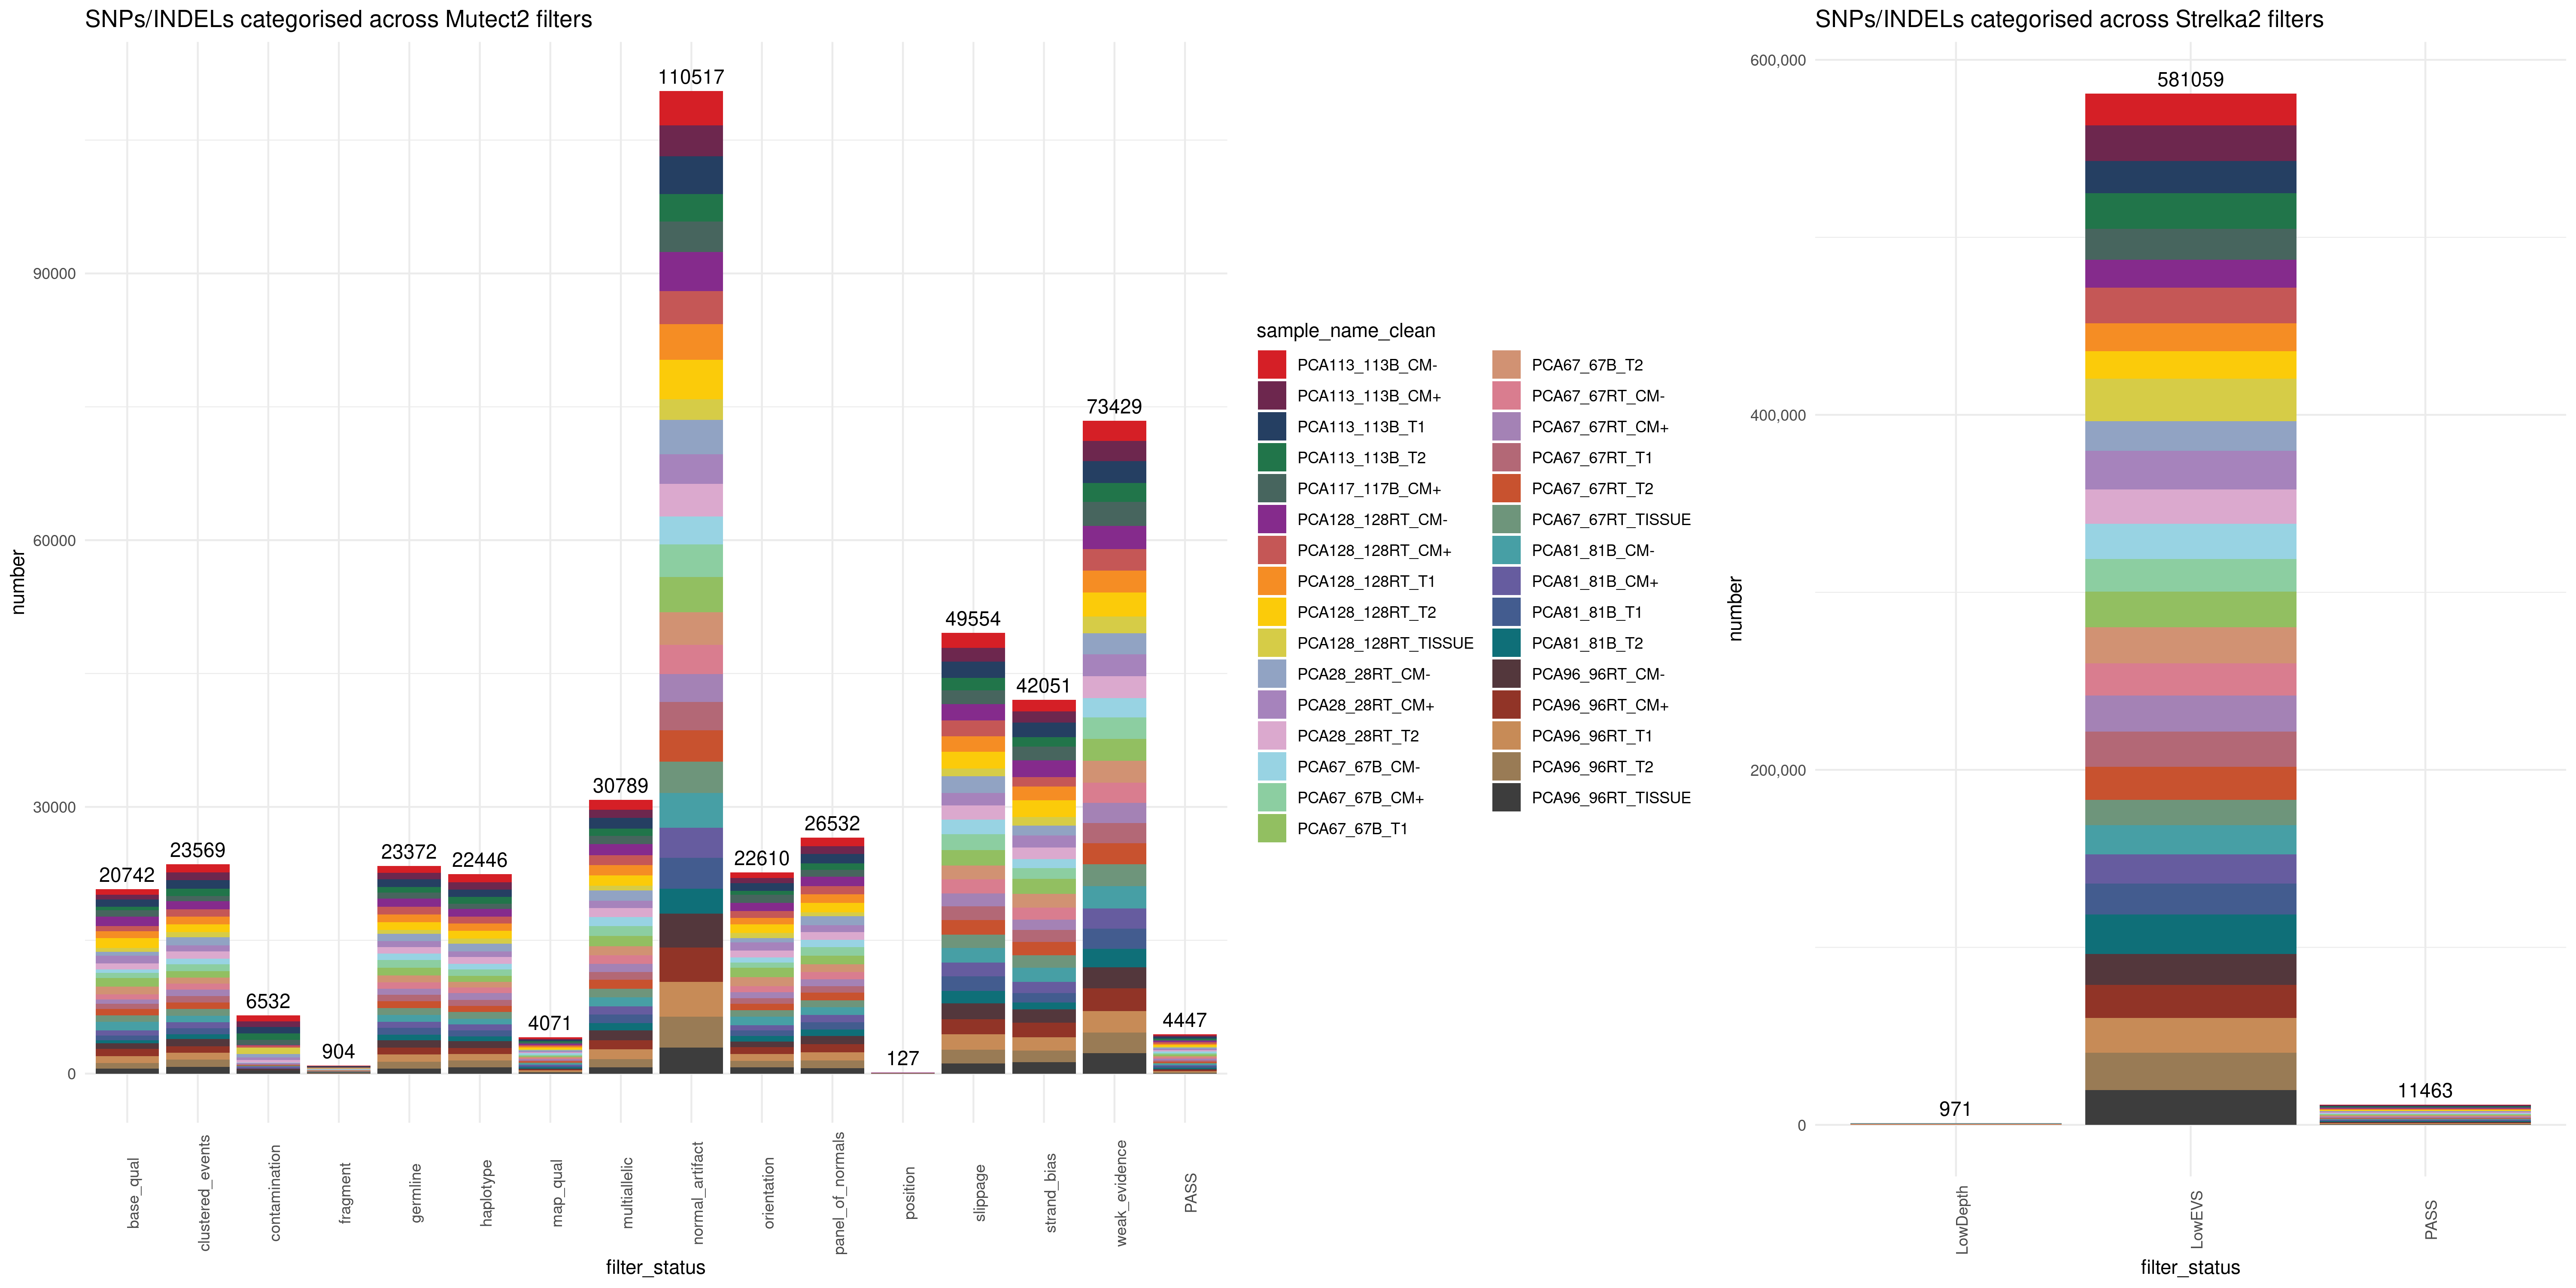 SNPs/INDELs categorised across Mutect2 filters
110517
90000
73429
60000
49554
42051
30789
30000
26532
23569
23372
22446
22610
20742
6532
4071
4447
904
127
0
number
base_qual
clustered_events
contamination
fragment
germline
haplotype
map_qual
multiallelic
normal_artifact
orientation
panel_of_normals
position
slippage
strand_bias
weak_evidence
PASS
filter_status
sample_name_clean
PCA113_113B_CM-
PCA113_113B_CM+
PCA113_113B_T1
PCA113_113B_T2
PCA117_117B_CM+
PCA128_128RT_CM-
PCA128_128RT_CM+
PCA128_128RT_T1
PCA128_128RT_T2
PCA128_128RT_TISSUE
PCA28_28RT_CM-
PCA28_28RT_CM+
PCA28_28RT_T2
PCA67_67B_CM-
PCA67_67B_CM+
PCA67_67B_T1
PCA67_67B_T2
PCA67_67RT_CM-
PCA67_67RT_CM+
PCA67_67RT_T1
PCA67_67RT_T2
PCA67_67RT_TISSUE
PCA81_81B_CM-
PCA81_81B_CM+
PCA81_81B_T1
PCA81_81B_T2
PCA96_96RT_CM-
PCA96_96RT_CM+
PCA96_96RT_T1
PCA96_96RT_T2
PCA96_96RT_TISSUE
SNPs/INDELs categorised across Strelka2 filters
600,000
581059
400,000
200,000
11463
971
0
number
LowDepth
LowEVS
PASS
filter_status